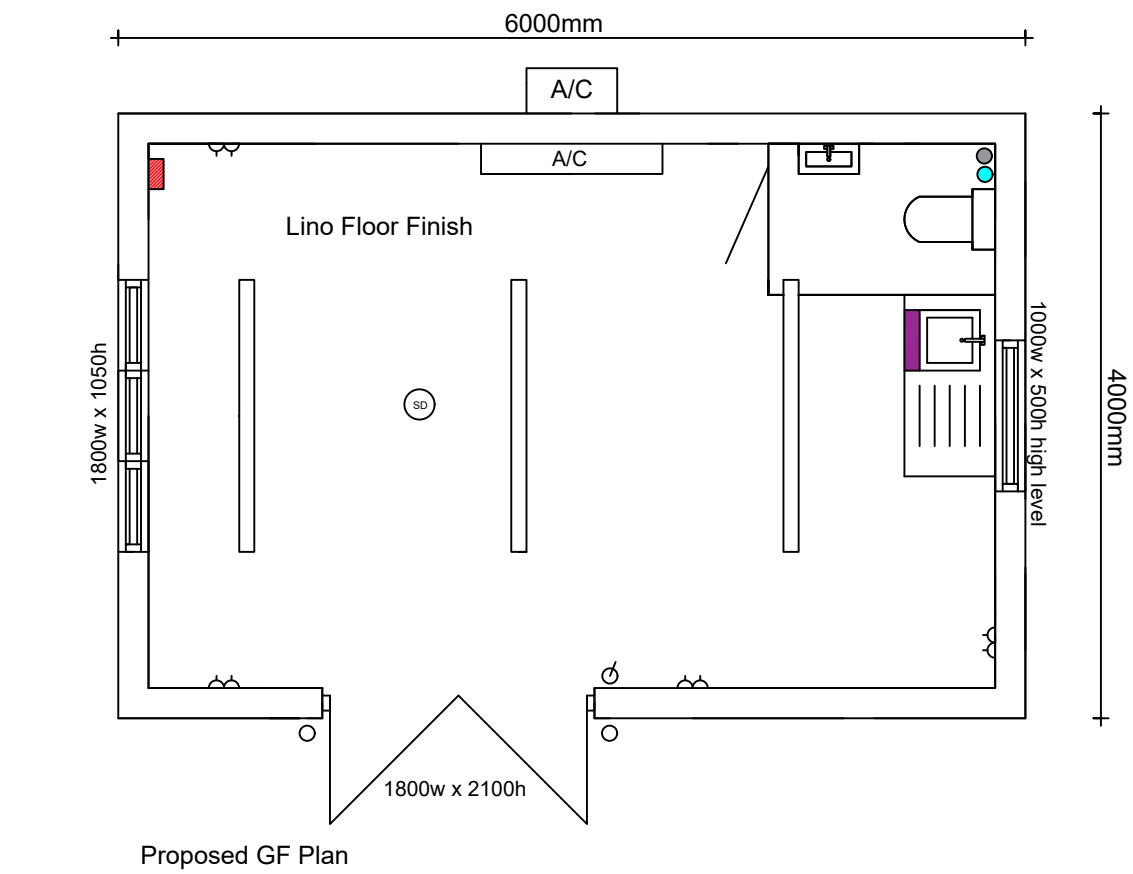 6000mm
A/C
A/C
Lino Floor Finish
1800w x 1050h
SD
1000w x 500h high level
4000mm
1800w x 2100h
Proposed GF Plan